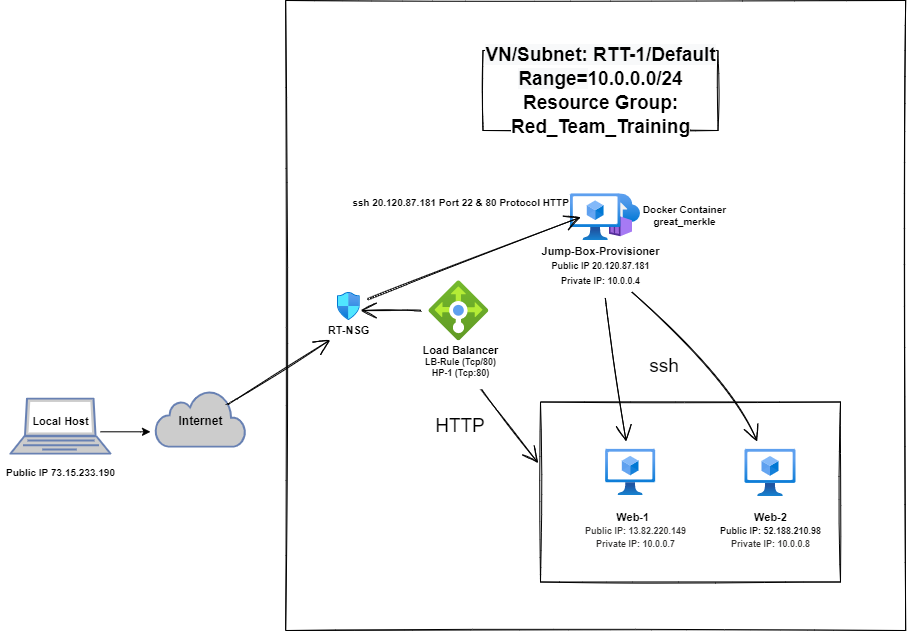 VN/Subnet: RTT-1/Default
Range=10.0.0.0/24
Resource Group:
Red_Team_Training
ssh 20.120.87.181 Port 22 & 80 Protocol HTTP
Docker Container
great_merkle
Jump-Box-Provisioner
Public IP 20.120.87.181
Private IP: 10.0.0.4
RT-NSG
Load Balancer
LB-Rule (Tcp/80)
HP-1 (Tcp:80)
ssh
Local Host
Internet
HTTP
Public IP 73.15.233.190
Web-1
Public IP: 13.82.220.149
Private IP: 10.0.0.7
Web-2
Public IP: 52.188.210.98
Private IP: 10.0.0.8